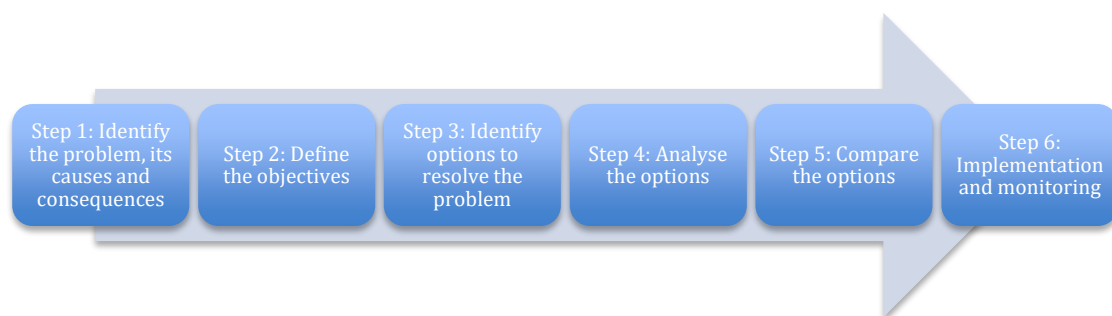 Step 1: Identify
the problem, its
causes and
consequences
Step 2: Define
the objectives
Step 3: Identify
options to
resolve the
problem
Step 4: Analyse
the options
Step 5: Compare
the options
Step 6:
Implementation
and monitoring